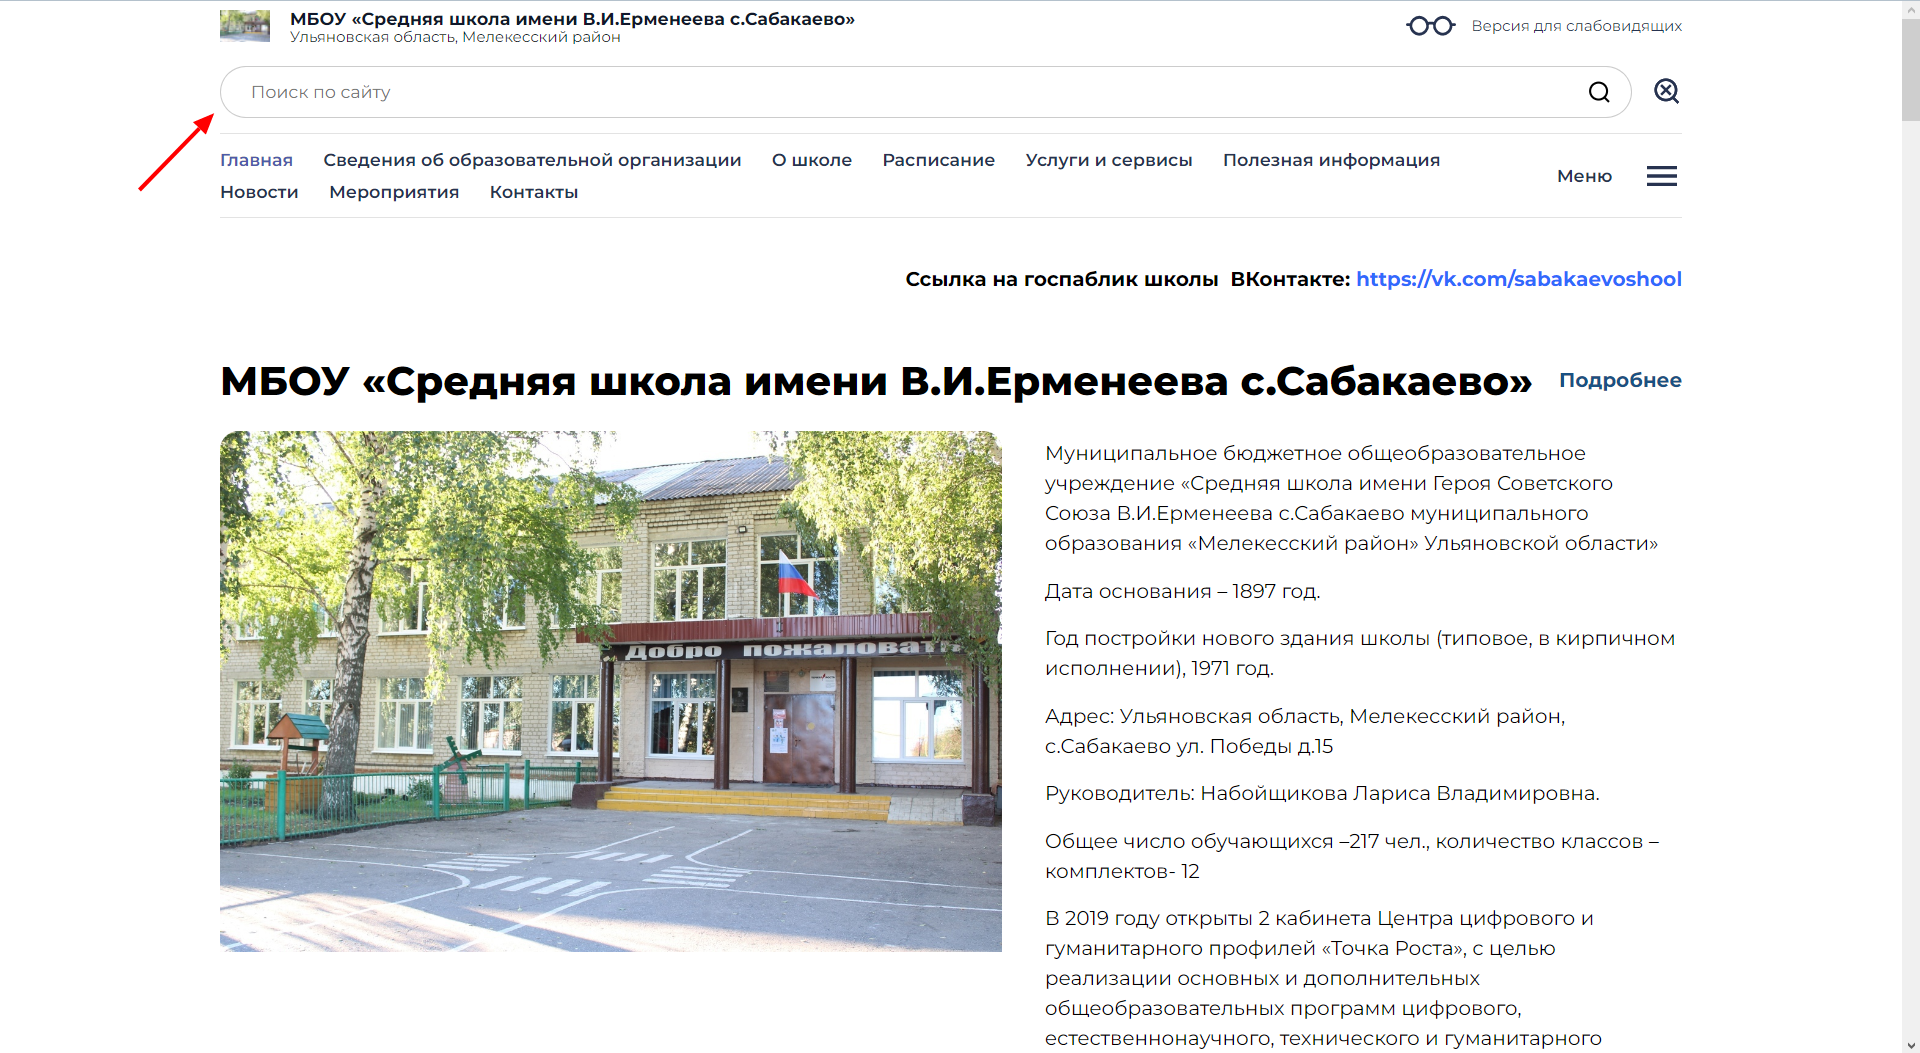 МБОУ «Средняя школа имени В.И.Ерменеева с.Сабакаево»
Ульяновская область, Мелекесский район
Версия для слабовидящих
Поиск по сайту
Главная Сведения об образовательной организации О школе Расписание Услуги и сервисы Полезная информация
Новости Мероприятия Контакты
Меню
Ссылка на госпаблик школы ВКонтакте: https://vk.com/sabakaevoshool
МБОУ «Средняя школа имени В.И.Ерменеева с.Сабакаево»
Подробнее
Добро пожаловать
Муниципальное бюджетное общеобразовательное
учреждение «Средняя школа имени Героя Советского
Союза В.И.Ерменеева с.Сабакаево муниципального
образования «Мелекесский район» Ульяновской области»
Дата основания – 1897 год.
Год постройки нового здания школы (типовое, в кирпичном
исполнении), 1971 год.
Адрес: Ульяновская область, Мелекесский район,
с.Сабакаево ул. Победы д.15
Руководитель: Набойщикова Лариса Владимировна.
Общее число обучающихся –217 чел., количество классов –
комплектов- 12
В 2019 году открыты 2 кабинета Центра цифрового и
гуманитарного профилей «Точка Роста», с целью
реализации основных и дополнительных
общеобразовательных программ цифрового,
естественнонаучного, технического и гуманитарного